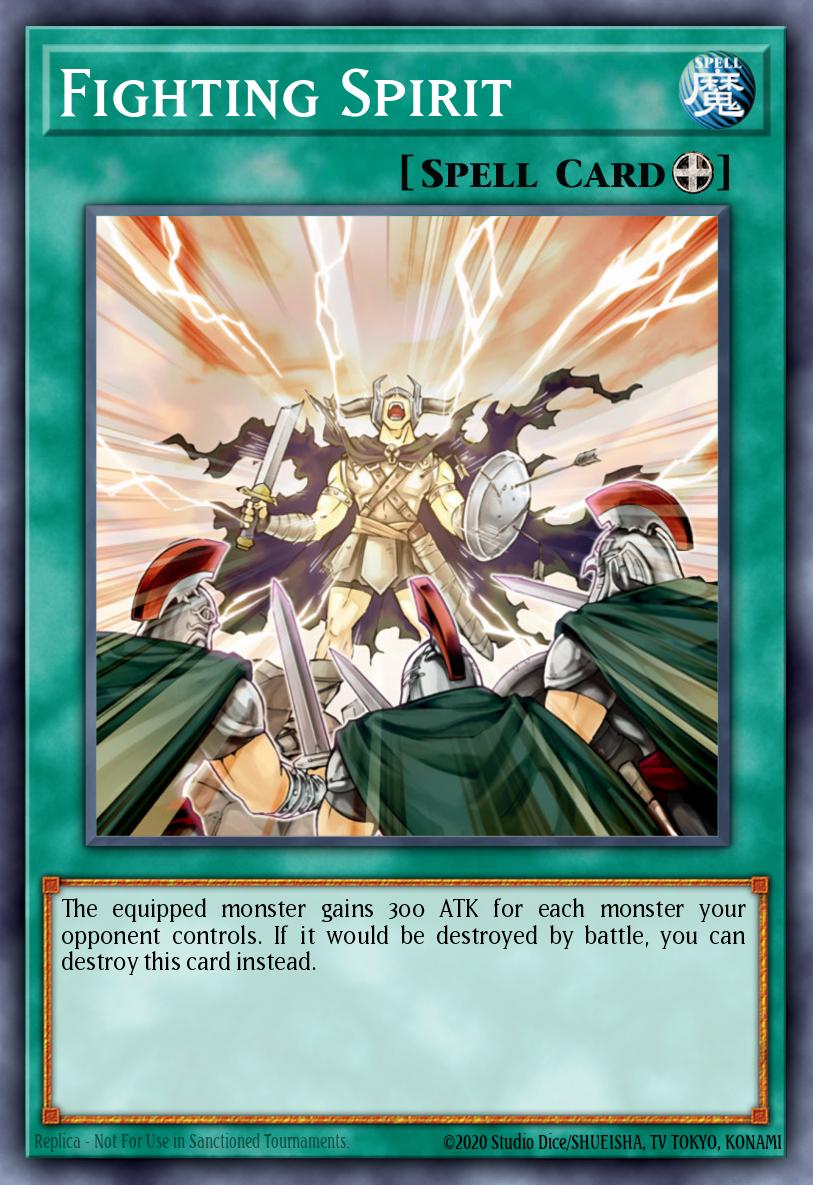 Fighting Spirit
SPELL
魔
[Spell Card]
The equipped monster gains 300 ATK for each monster your
opponent controls. If it would be destroyed by battle, you can
destroy this card instead.
Replica - Not For Use in Sanctioned Tournaments.
©2020 Studio Dice/SHUEISHA, TV TOKYO, KONAMI